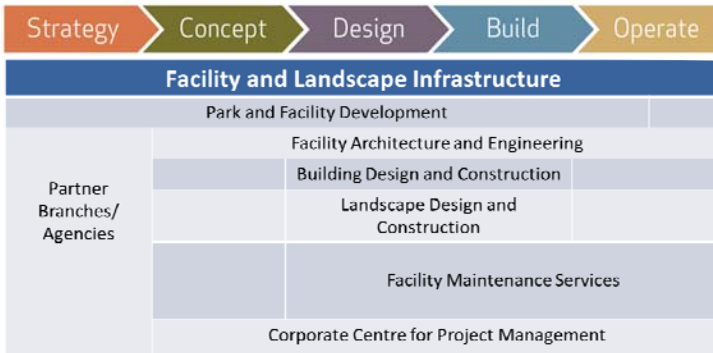 Strategy
Concept
Design
Build
Operate
Facility and Landscape Infrastructure
Park and Facility Development
Partner
Branches/
Agencies
Facility Architecture and Engineering
Building Design and Construction
Landscape Design and
Construction
Facility Maintenance Services
Corporate Centre for Project Management